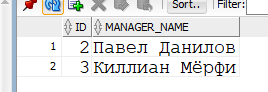 Sort.. Filter:
ID MANAGER_NAME
1 2 Павел Данилов
2 3 Киллиан Мёрфи